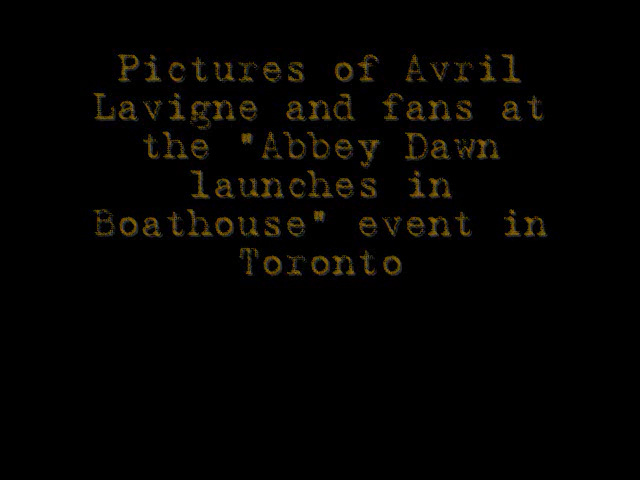 Pictures of Avril
Lavigne and fans at
the "Abbey Dawn
launches in
Boathouse" event in
Toronto